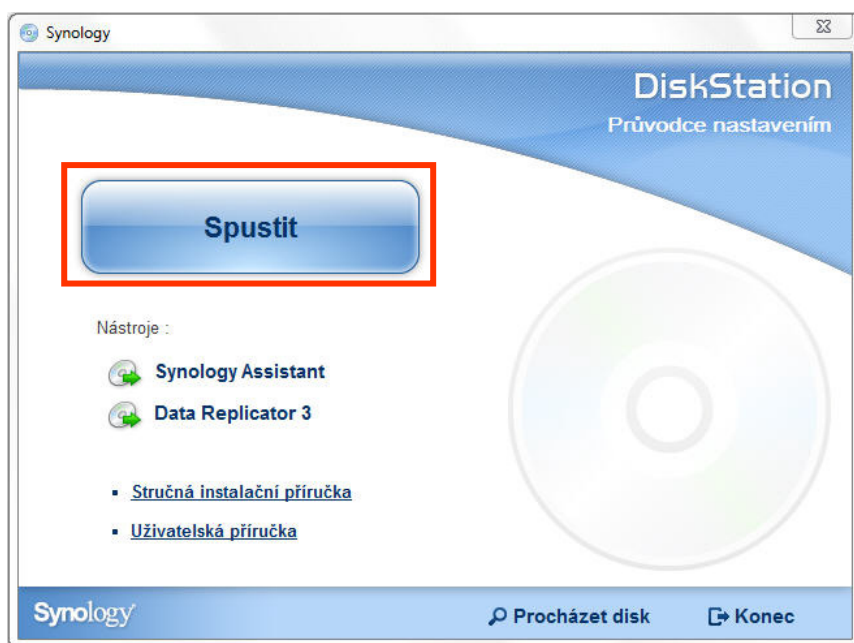 Synology
DiskStation
Průvodce nastavením
Spustit
Nástroje :
Synology Assistant
Data Replicator 3
Stručná instalační příručka
Uživatelská příručka
Synology
Procházet disk
Konec